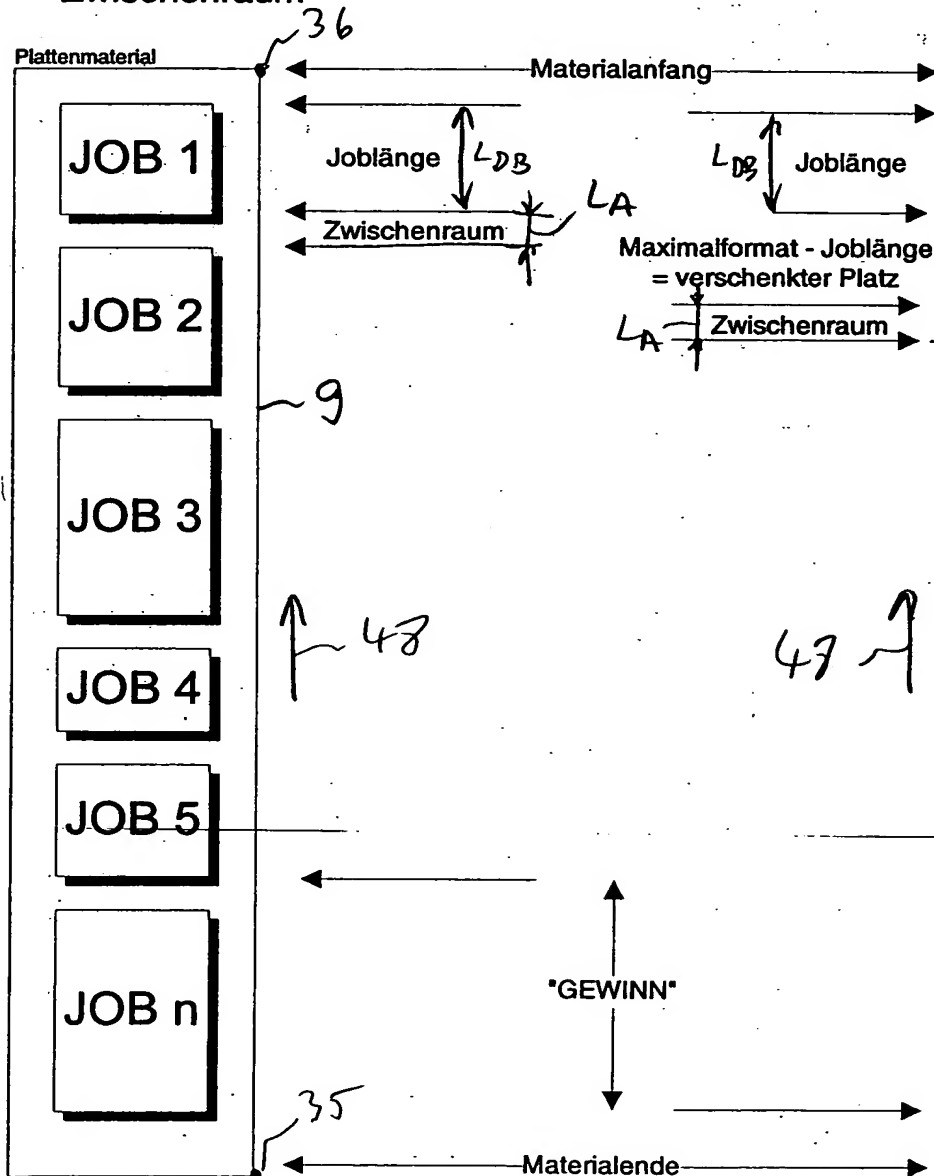 36
Plattenmaterial
Materialanfang
JOB 1
Joblänge
L_DB
L_DB
Joblänge
L_A
Zwischenraum
Maximalformat - Joblänge
= verschenkter Platz
JOB 2
L_A
Zwischenraum
9
JOB 3
48
47
JOB 4
JOB 5
"GEWINN"
JOB n
35
Materialende